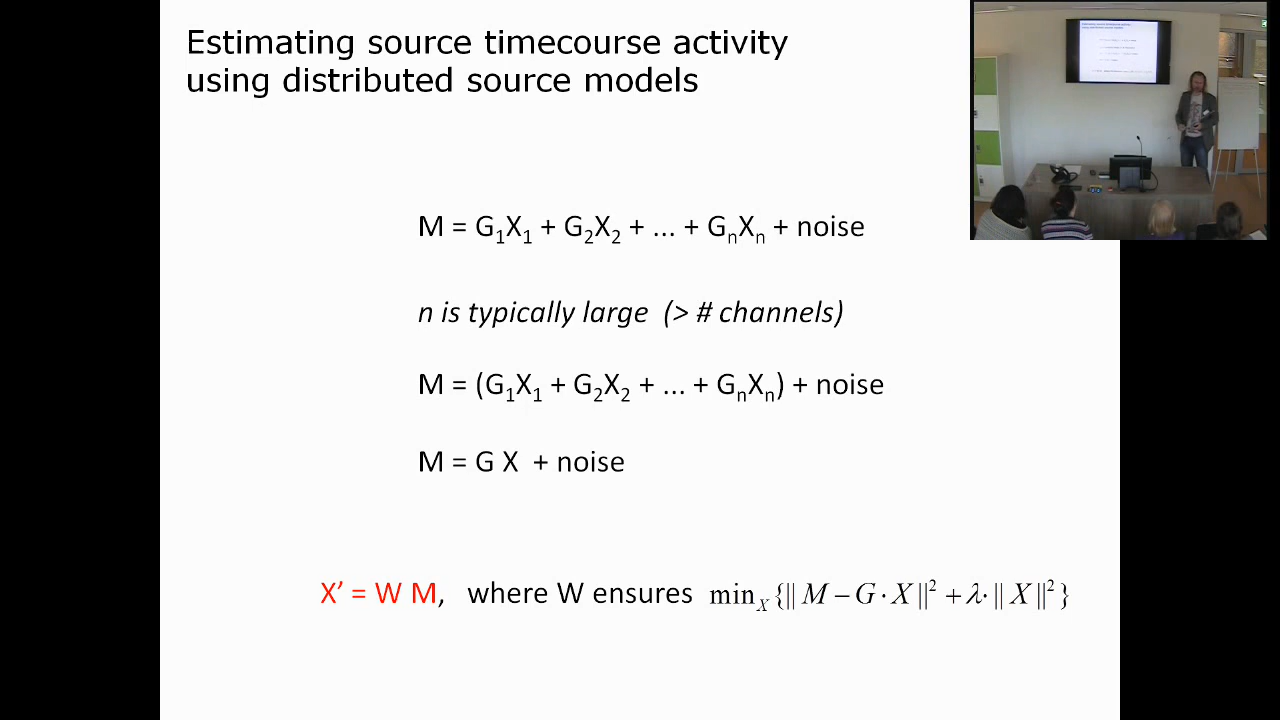 Estimating source timecourse activity
using distributed source models
M = G₁X₁ + G₂X₂ + ... + GₙXₙ + noise
n is typically large (> # channels)
M = (G₁X₁ + G₂X₂ + ... + GₙXₙ) + noise
M = G X + noise
X’ = W M, where W ensures min_X{|| M − G · X ||² + λ· || X ||² }